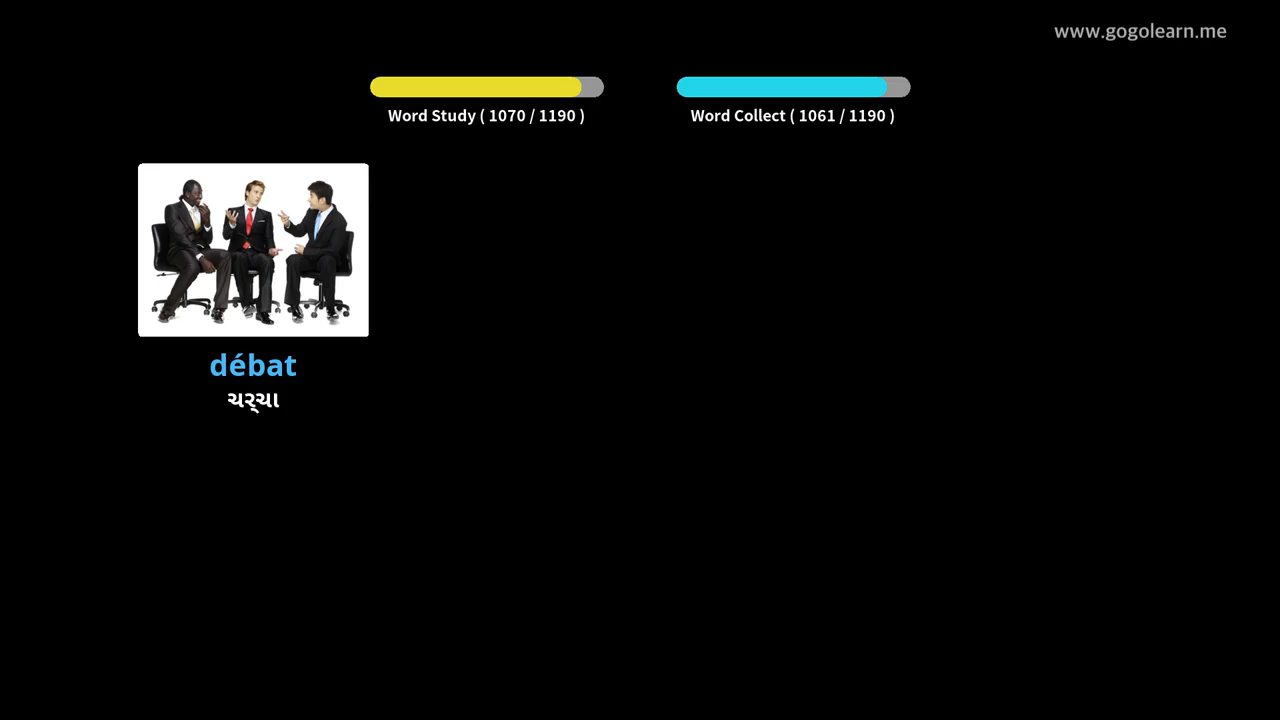 www.gogolearn.me
Word Study ( 1070 / 1190 )
Word Collect ( 1061 / 1190 )
débat
ચર્ચા